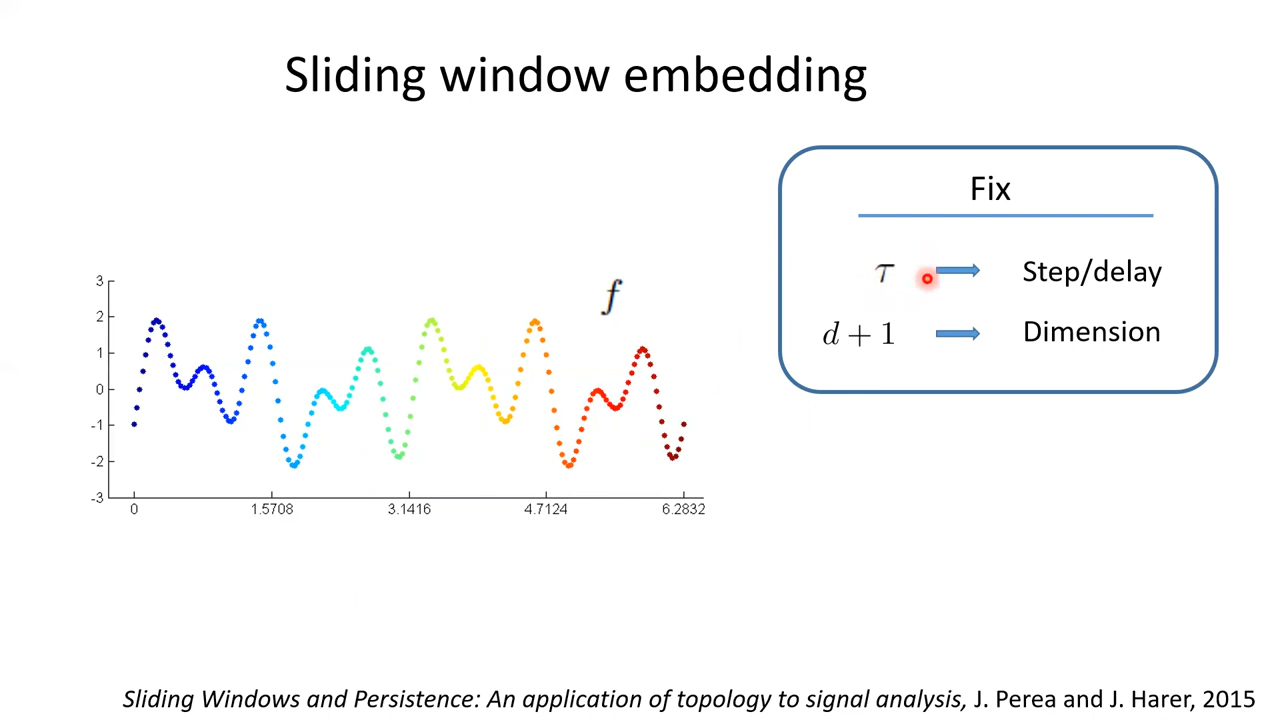 Sliding window embedding
Fix
τ Step/delay
d + 1 Dimension
f
3
2
1
0
-1
-2
-3
0 1.5708 3.1416 4.7124 6.2832
Sliding Windows and Persistence: An application of topology to signal analysis, J. Perea and J. Harer, 2015